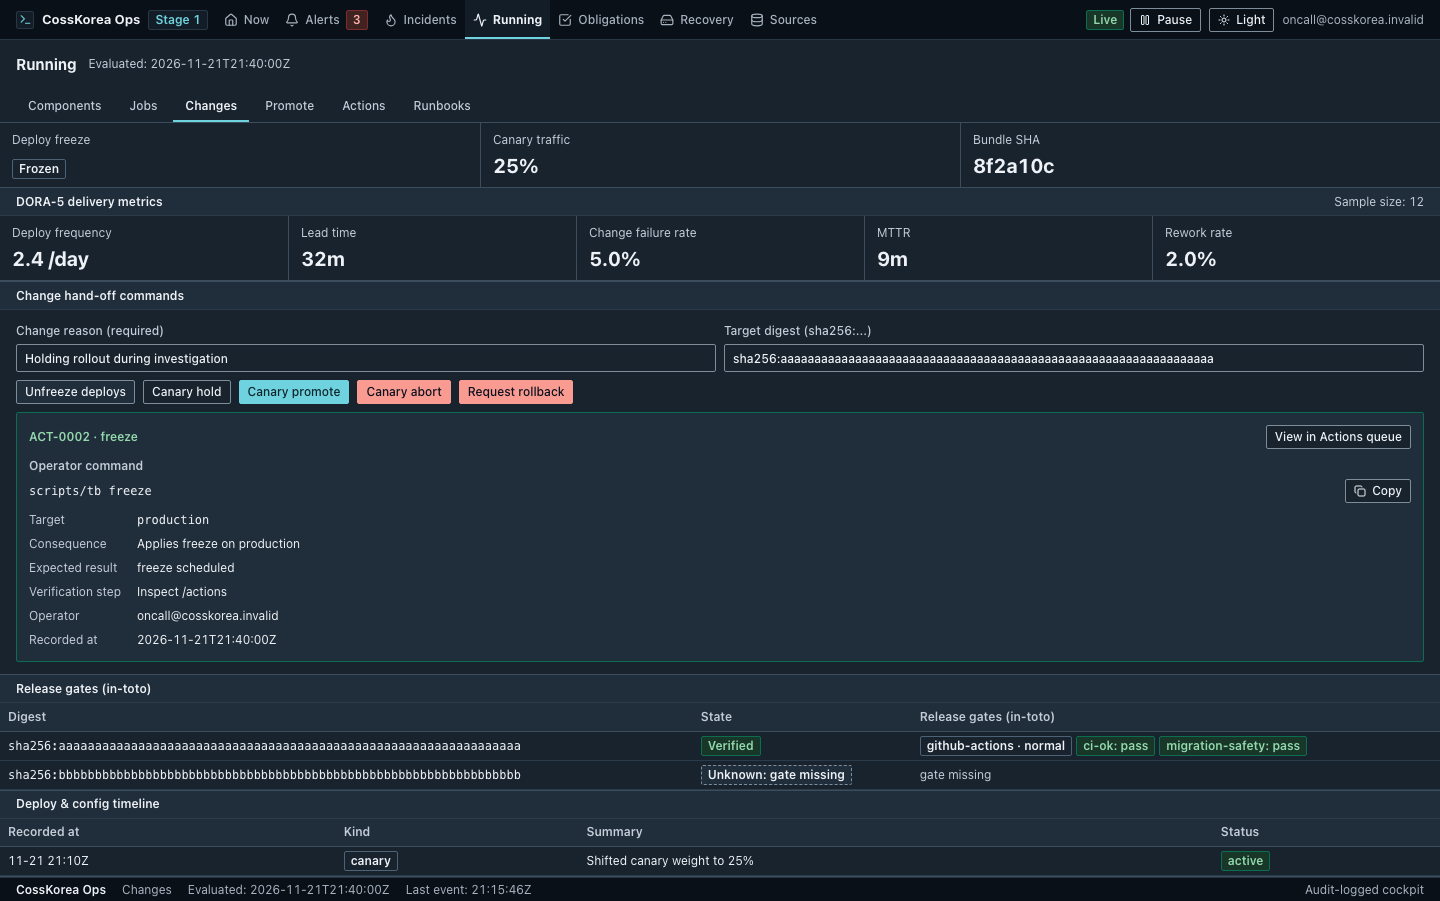 CossKorea Ops Stage 1 Now Alerts 3 Incidents Running Obligations Recovery Sources Live Pause Light oncall@cosskorea.invalid
Running Evaluated: 2026-11-21T21:40:00Z
Components Jobs Changes Promote Actions Runbooks
Deploy freeze Canary traffic Bundle SHA
Frozen 25% 8f2a10c
DORA-5 delivery metrics Sample size: 12
Deploy frequency Lead time Change failure rate MTTR Rework rate
2.4 /day 32m 5.0% 9m 2.0%
Change hand-off commands
Change reason (required) Target digest (sha256:...)
Holding rollout during investigation sha256:aaaaaaaaaaaaaaaaaaaaaaaaaaaaaaaaaaaaaaaaaaaaaaaaaaaaaaaaaaaaaaaa
Unfreeze deploys Canary hold Canary promote Canary abort Request rollback
ACT-0002 · freeze View in Actions queue
Operator command
scripts/tb freeze Copy
Target production
Consequence Applies freeze on production
Expected result freeze scheduled
Verification step Inspect /actions
Operator oncall@cosskorea.invalid
Recorded at 2026-11-21T21:40:00Z
Release gates (in-toto)
Digest State Release gates (in-toto)
sha256:aaaaaaaaaaaaaaaaaaaaaaaaaaaaaaaaaaaaaaaaaaaaaaaaaaaaaaaaaaaaaaaa Verified github-actions · normal ci-ok: pass migration-safety: pass
sha256:bbbbbbbbbbbbbbbbbbbbbbbbbbbbbbbbbbbbbbbbbbbbbbbbbbbbbbbbbbbbbbbb Unknown: gate missing gate missing
Deploy & config timeline
Recorded at Kind Summary Status
11-21 21:10Z canary Shifted canary weight to 25% active
CossKorea Ops Changes Evaluated: 2026-11-21T21:40:00Z Last event: 21:15:46Z Audit-logged cockpit